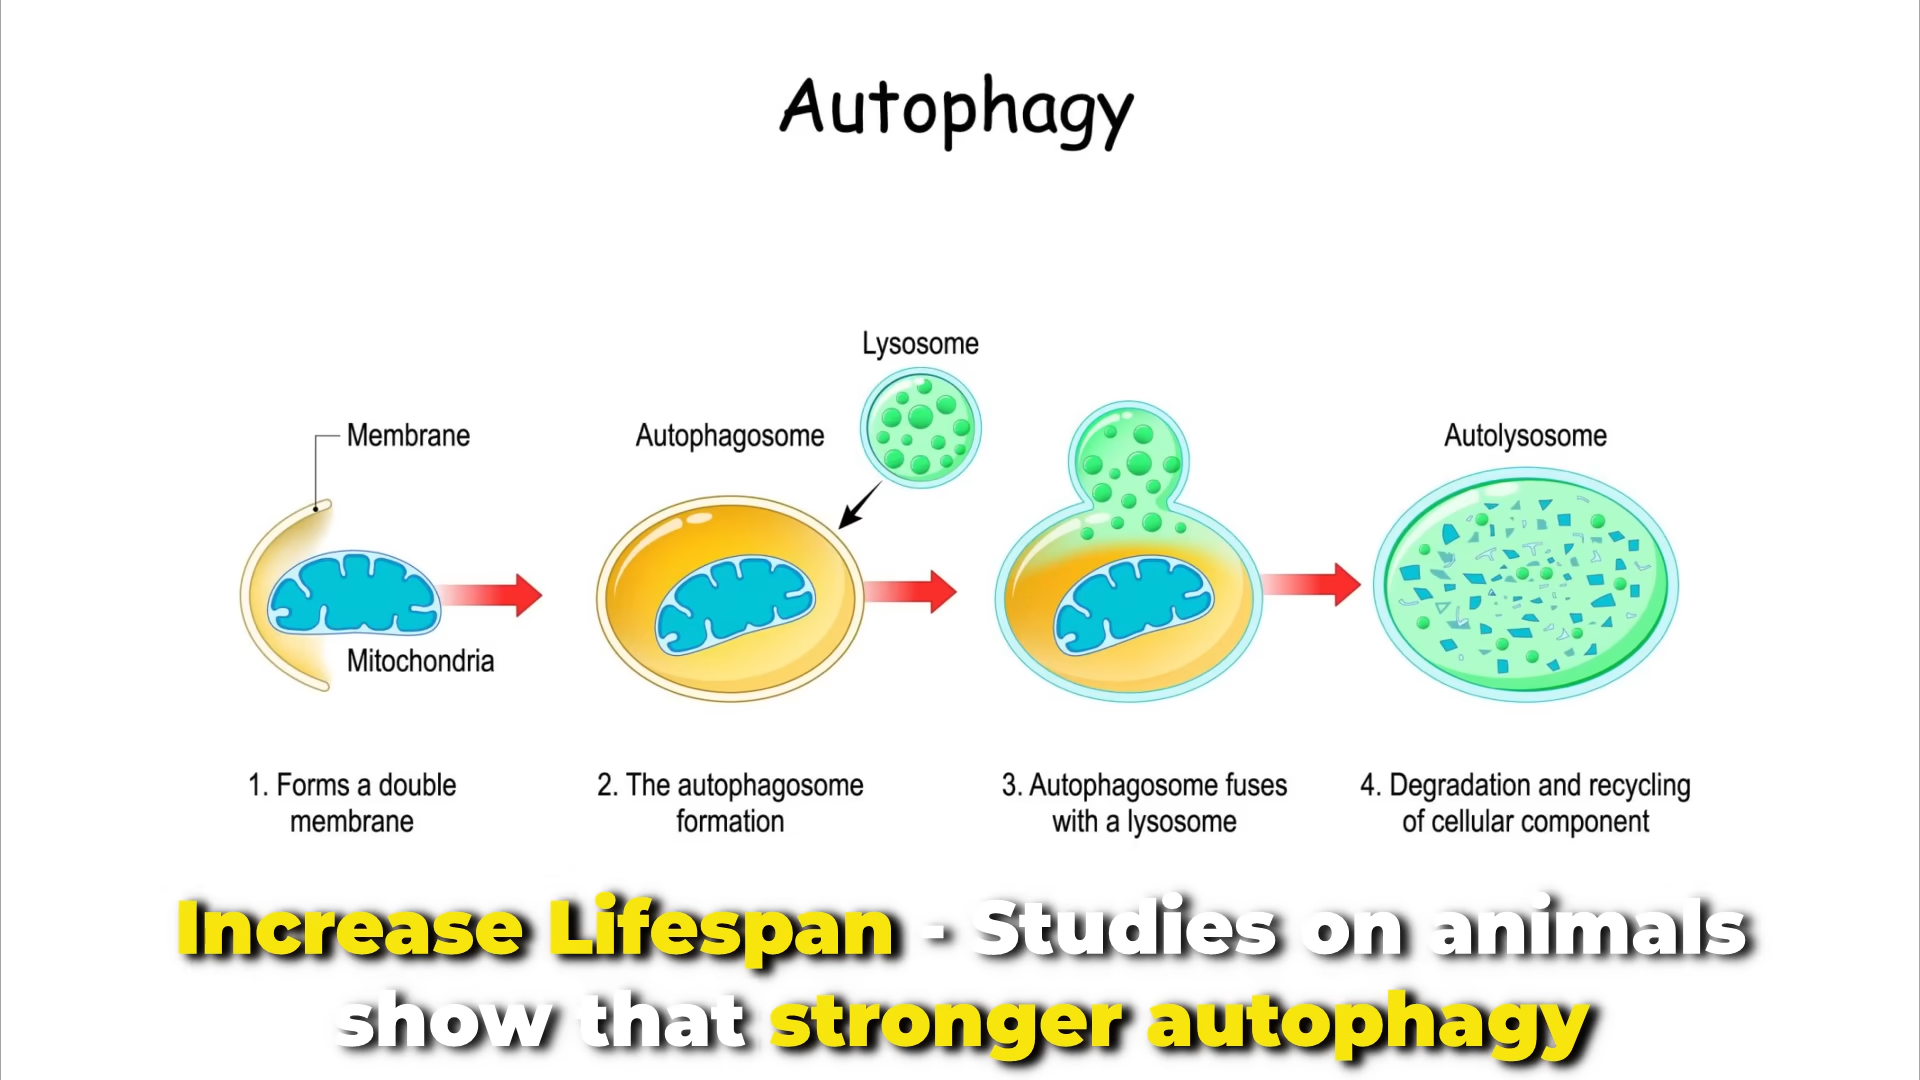 Autophagy
Lysosome
Membrane
Autophagosome
Autolysosome
Mitochondria
1. Forms a double
membrane
2. The autophagosome
formation
3. Autophagosome fuses
with a lysosome
4. Degradation and recycling
of cellular component
Increase Lifespan - Studies on animals
show that stronger autophagy